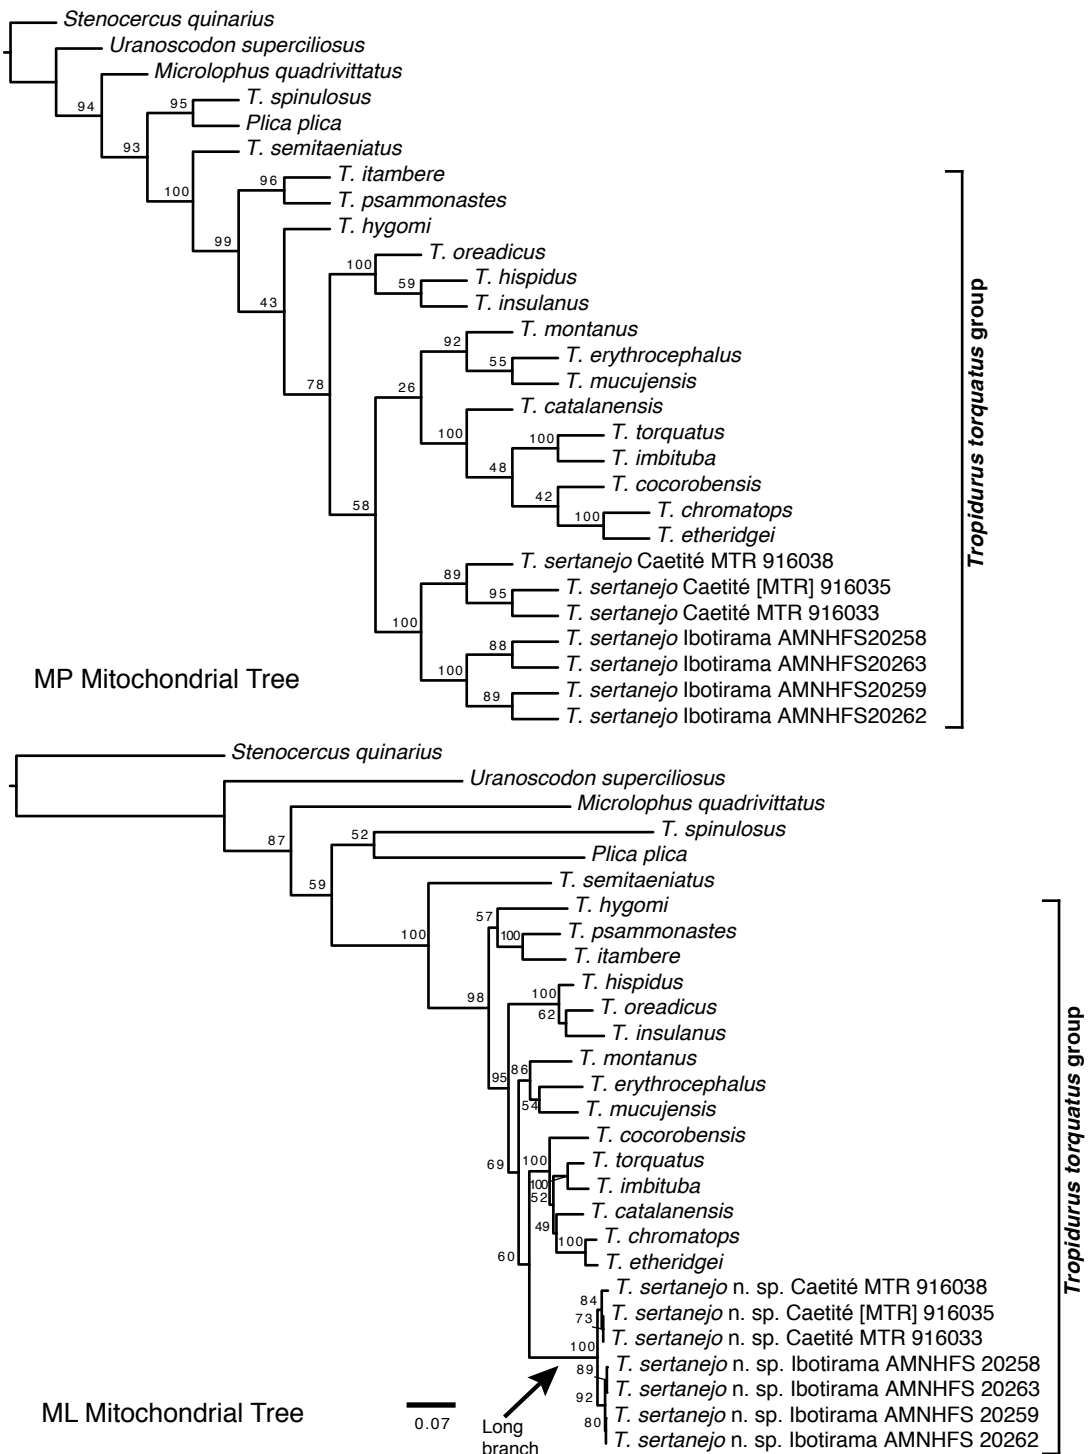 Stenocercus quinarius
Uranoscodon superciliosus
Microlophus quadrivittatus
94
95
T. spinulosus
Plica plica
93
T. semitaeniatus
100
T. itambere
96
T. psammonastes
99
T. hygomi
43
T. oreadicus
100
T. hispidus
59
T. insulanus
78
T. montanus
92
T. erythrocephalus
55
T. mucujensis
26
T. catalanensis
100
T. torquatus
100
T. imbituba
48
T. cocorobensis
42
T. chromatops
100
T. etheridgei
58
T. sertanejo Caetité MTR 916038
89
T. sertanejo Caetité [MTR] 916035
95
T. sertanejo Caetité MTR 916033
100
T. sertanejo Ibotirama AMNHFS20258
88
T. sertanejo Ibotirama AMNHFS20263
100
T. sertanejo Ibotirama AMNHFS20259
89
T. sertanejo Ibotirama AMNHFS20262
Tropidurus torquatus group
MP Mitochondrial Tree
Stenocercus quinarius
Uranoscodon superciliosus
Microlophus quadrivittatus
87
T. spinulosus
52
Plica plica
59
T. semitaeniatus
100
T. hygomi
57
T. psammonastes
100
T. itambere
98
T. hispidus
100
T. oreadicus
62
T. insulanus
95
T. montanus
86
T. erythrocephalus
54
T. mucujensis
69
T. cocorobensis
100
T. torquatus
100
T. imbituba
52
T. catalanensis
49
T. chromatops
100
T. etheridgei
60
T. sertanejo n. sp. Caetité MTR 916038
84
T. sertanejo n. sp. Caetité [MTR] 916035
73
T. sertanejo n. sp. Caetité MTR 916033
100
T. sertanejo n. sp. Ibotirama AMNHFS 20258
89
T. sertanejo n. sp. Ibotirama AMNHFS 20263
92
T. sertanejo n. sp. Ibotirama AMNHFS 20259
80
T. sertanejo n. sp. Ibotirama AMNHFS 20262
Tropidurus torquatus group
ML Mitochondrial Tree
0.07
Long
branch